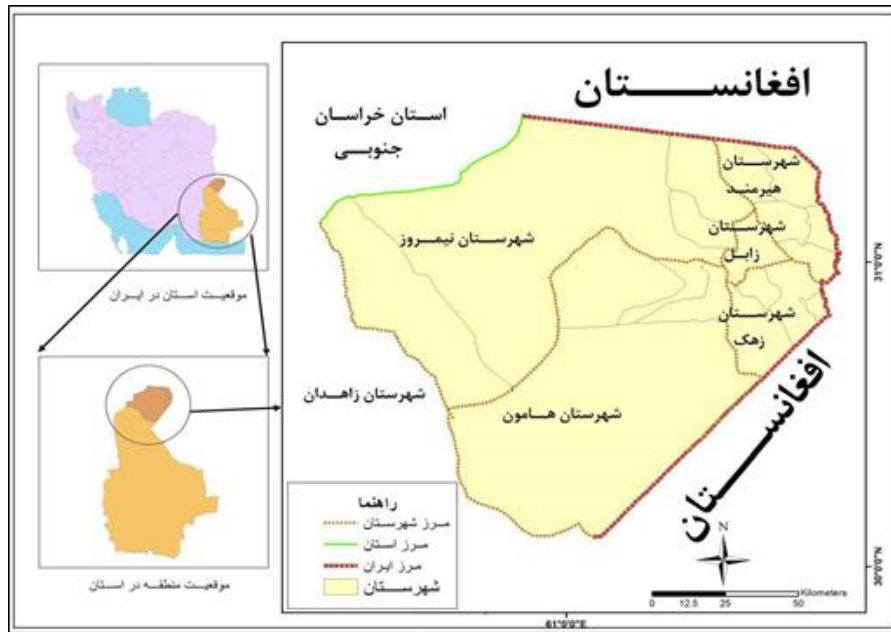 افغانستان
استان خراسان
جنوبی
شهرستان
هیرمند
شهرستان
زابل
شهرستان نیمروز
شهرستان
زهک
شهرستان زاهدان
شهرستان هامون
افغانستان
موقعیت استان در ایران
موقعیت منطقه در استان
راهنما
مرز شهرستان
مرز استان
مرز ایران
شهرستان
N
Kilometers
0 12.5 25 50
61°0'0"E
31°0'0"N
30°0'0"N